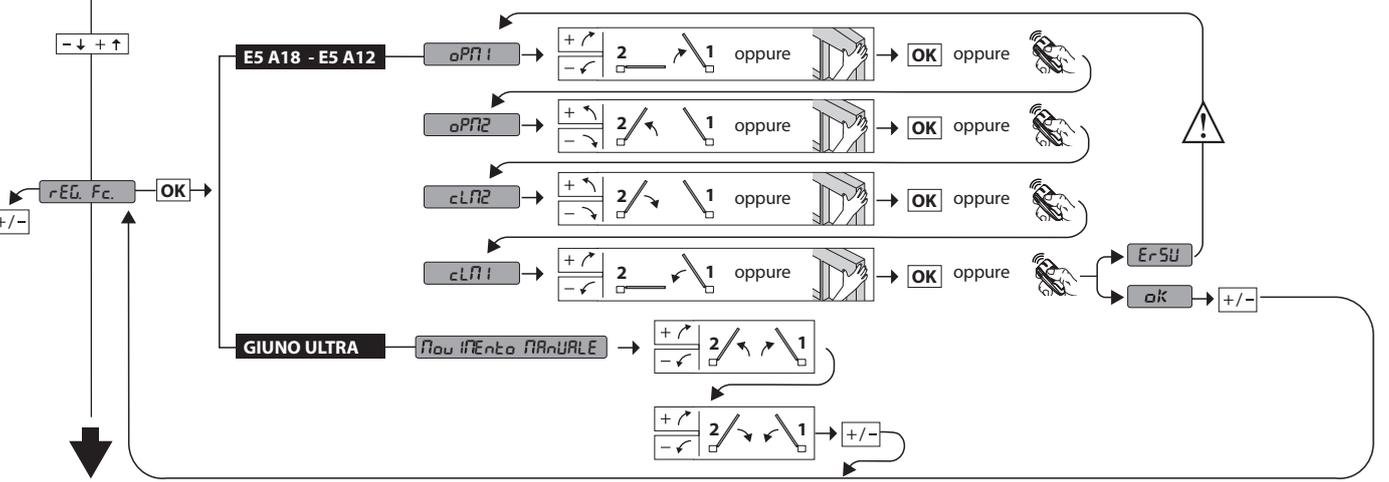 - ↓ + ↑
E5 A18 - E5 A12
oPM1
+
-
2
1
oppure
OK
oppure
oPM2
+
-
2
1
oppure
OK
oppure
!
rEG. Fc.
OK
+/-
cLM2
+
-
2
1
oppure
OK
oppure
cLM1
+
-
2
1
oppure
OK
oppure
ErSU
oK
+/-
GIUNO ULTRA
MovIMEnto MAnUALE
+
-
2
1
+
-
2
1
+/-